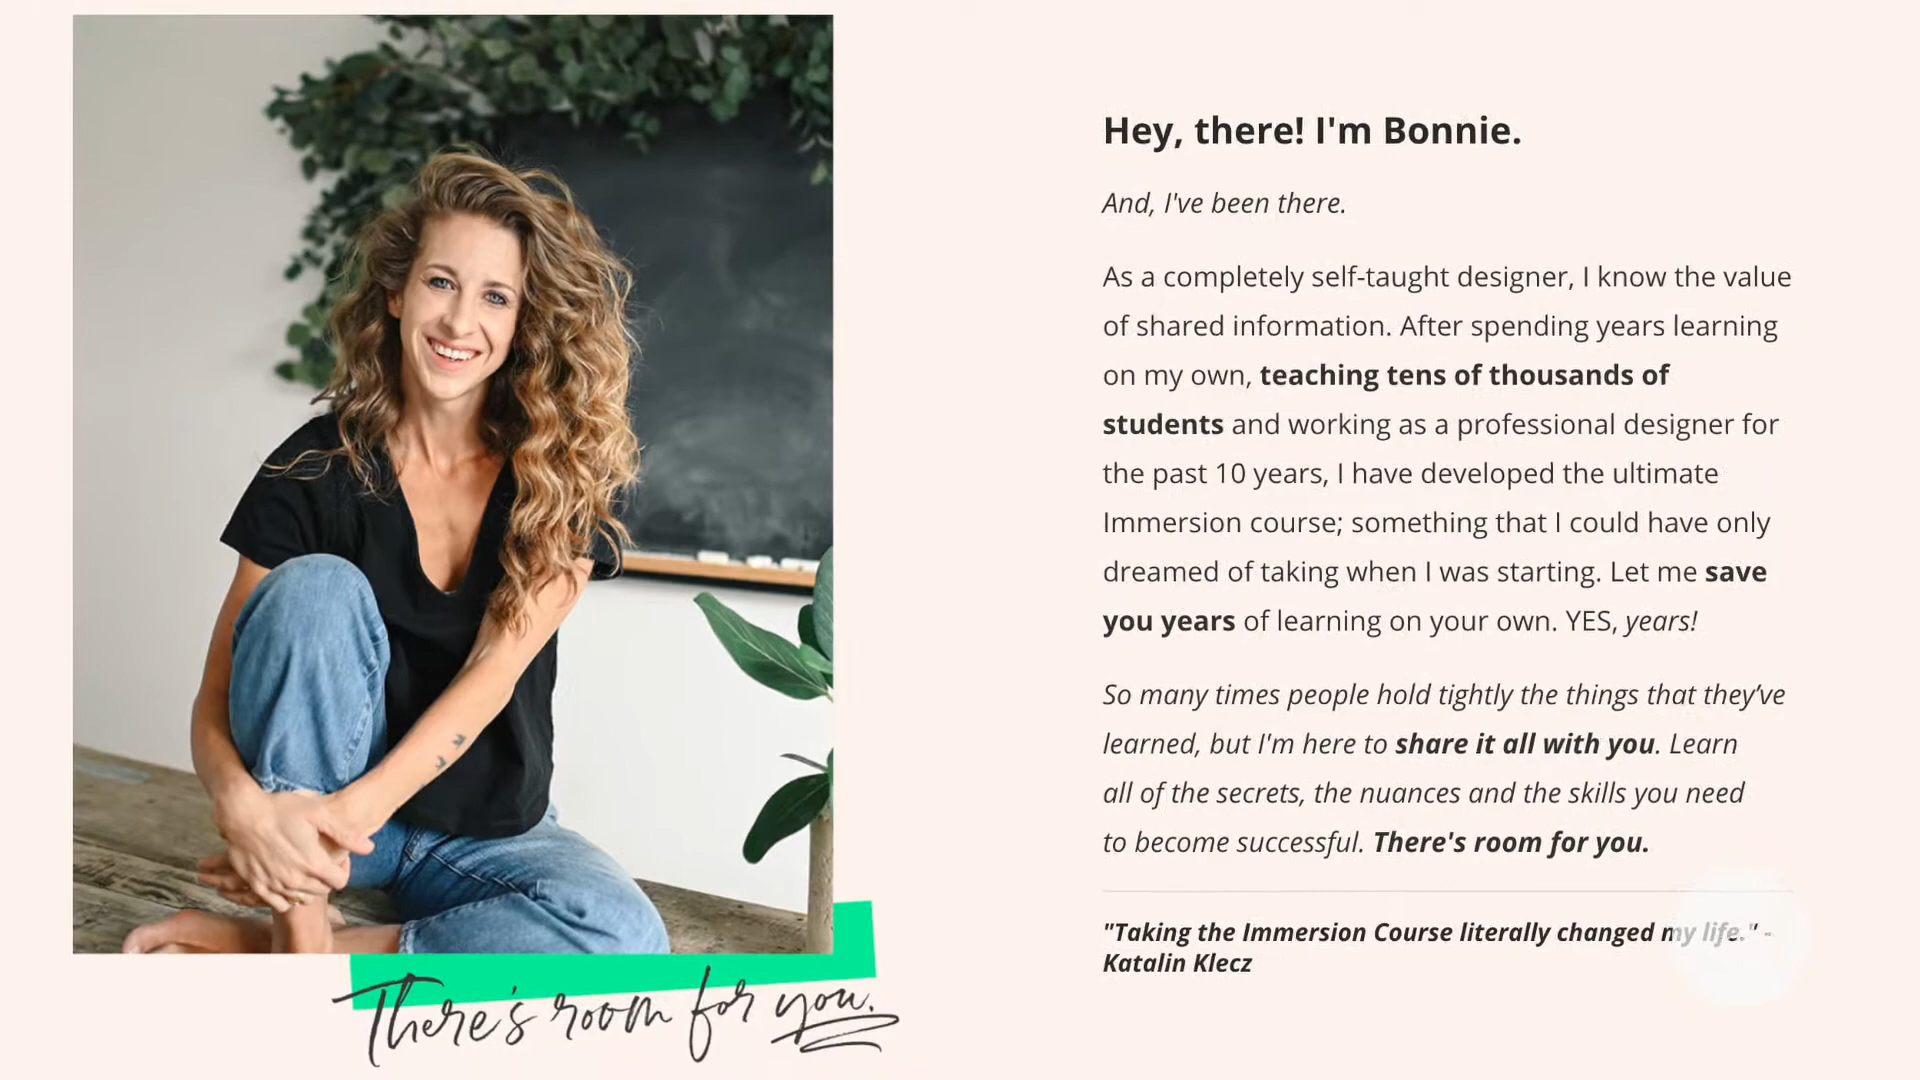 Hey, there! I'm Bonnie.
And, I've been there.
As a completely self-taught designer, I know the value
of shared information. After spending years learning
on my own, teaching tens of thousands of
students and working as a professional designer for
the past 10 years, I have developed the ultimate
Immersion course; something that I could have only
dreamed of taking when I was starting. Let me save
you years of learning on your own. YES, years!
So many times people hold tightly the things that they’ve
learned, but I'm here to share it all with you. Learn
all of the secrets, the nuances and the skills you need
to become successful. There's room for you.
"Taking the Immersion Course literally changed my life." -
Katalin Klecz
There's room for you.